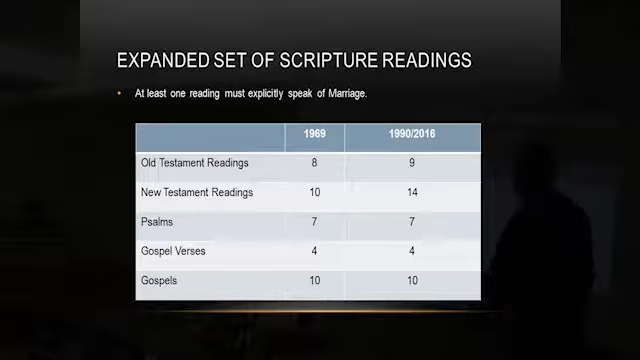 EXPANDED SET OF SCRIPTURE READINGS
• At least one reading must explicitly speak of Marriage.
1969 1990/2016
Old Testament Readings 8 9
New Testament Readings 10 14
Psalms 7 7
Gospel Verses 4 4
Gospels 10 10